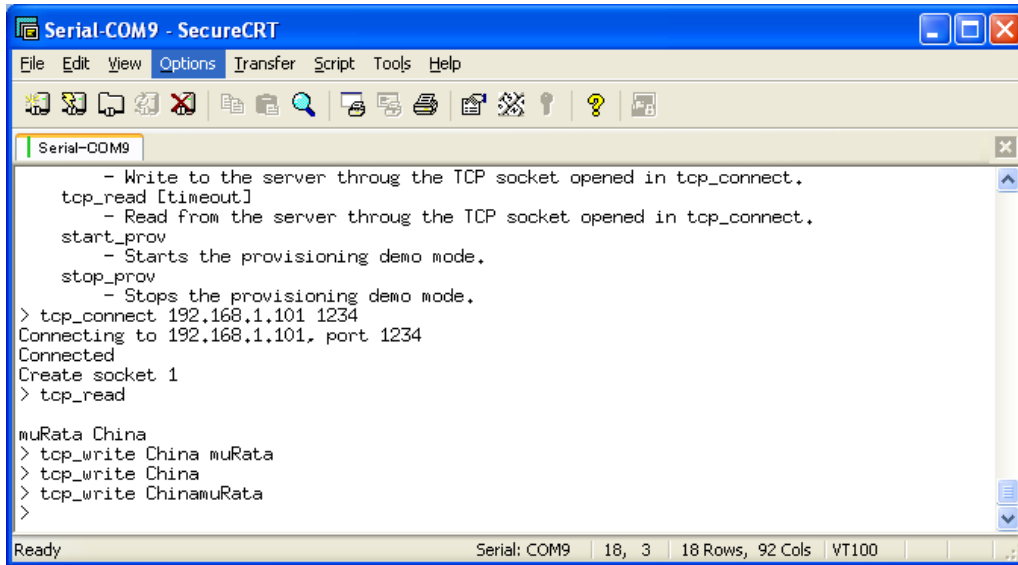 Serial-COM9 - SecureCRT
File Edit View Options Transfer Script Tools Help
Serial-COM9
- Write to the server throug the TCP socket opened in tcp_connect.
tcp_read [timeout]
- Read from the server throug the TCP socket opened in tcp_connect.
start_prov
- Starts the provisioning demo mode.
stop_prov
- Stops the provisioning demo mode.
> tcp_connect 192.168.1.101 1234
Connecting to 192.168.1.101, port 1234
Connected
Create socket 1
> tcp_read
muRata China
> tcp_write China muRata
> tcp_write China
> tcp_write ChinamuRata
>
Ready Serial: COM9 18, 3 18 Rows, 92 Cols VT100